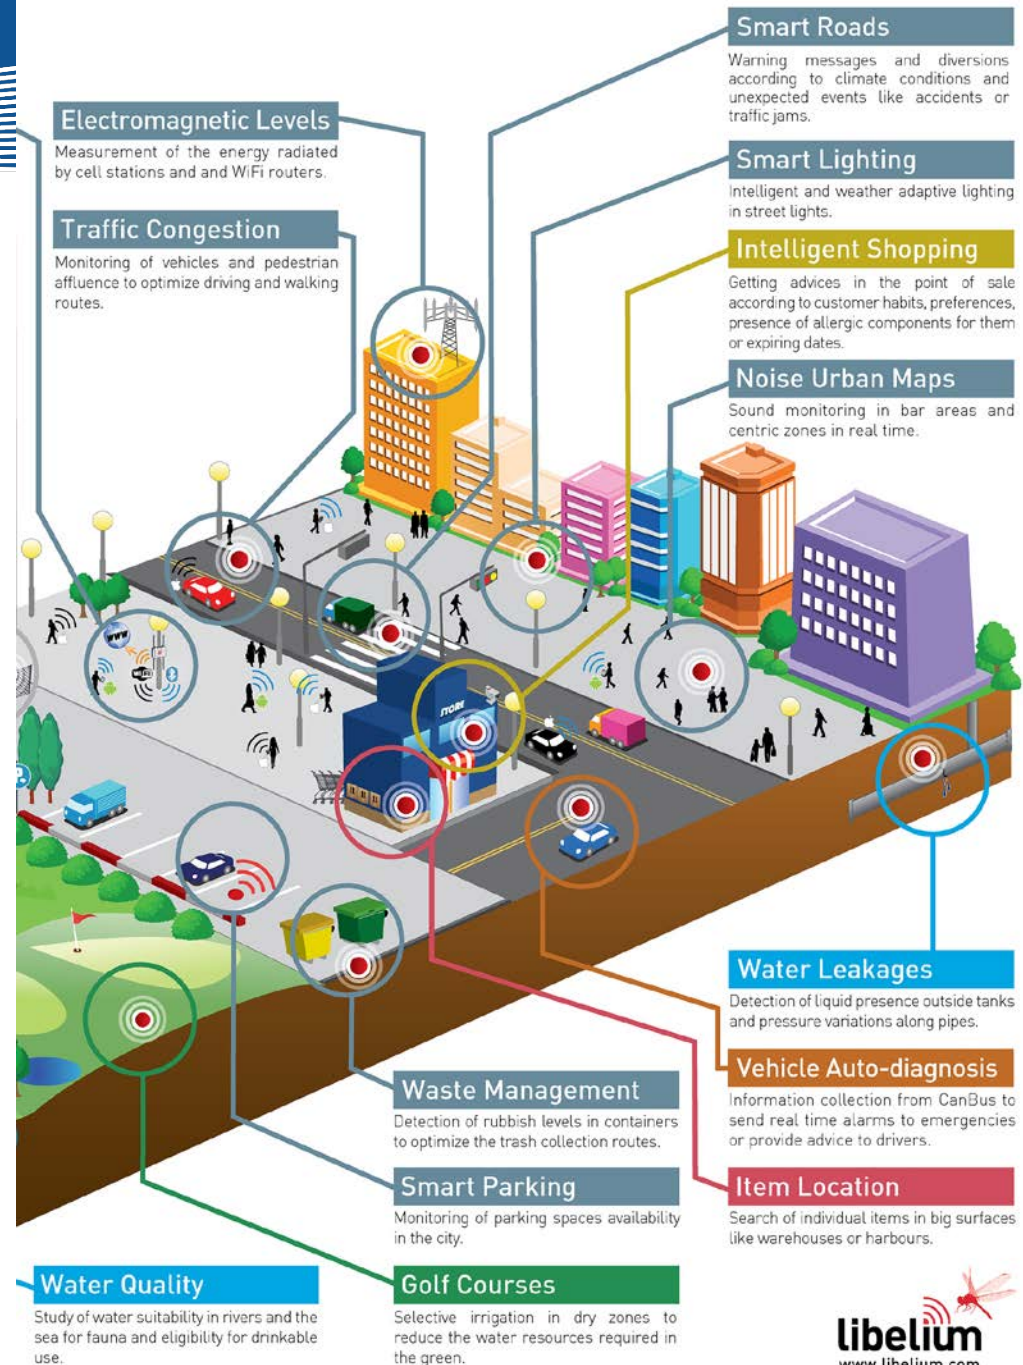 Smart Roads
Warning messages and diversions
according to climate conditions and
unexpected events like accidents or
traffic jams.
Electromagnetic Levels
Measurement of the energy radiated
by cell stations and and WiFi routers.
Smart Lighting
Intelligent and weather adaptive lighting
in street lights.
Traffic Congestion
Monitoring of vehicles and pedestrian
affluence to optimize driving and walking
routes.
Intelligent Shopping
Getting advices in the point of sale
according to customer habits, preferences,
presence of allergic components for them
or expiring dates.
Noise Urban Maps
Sound monitoring in bar areas and
centric zones in real time.
www
WiFi
STORE
Water Leakages
Detection of liquid presence outside tanks
and pressure variations along pipes.
Vehicle Auto-diagnosis
Information collection from CanBus to
send real time alarms to emergencies
or provide advice to drivers.
Waste Management
Detection of rubbish levels in containers
to optimize the trash collection routes.
Smart Parking
Monitoring of parking spaces availability
in the city.
Item Location
Search of individual items in big surfaces
like warehouses or harbours.
Water Quality
Study of water suitability in rivers and the
sea for fauna and eligibility for drinkable
use.
Golf Courses
Selective irrigation in dry zones to
reduce the water resources required in
the green.
libelium
www.libelium.com